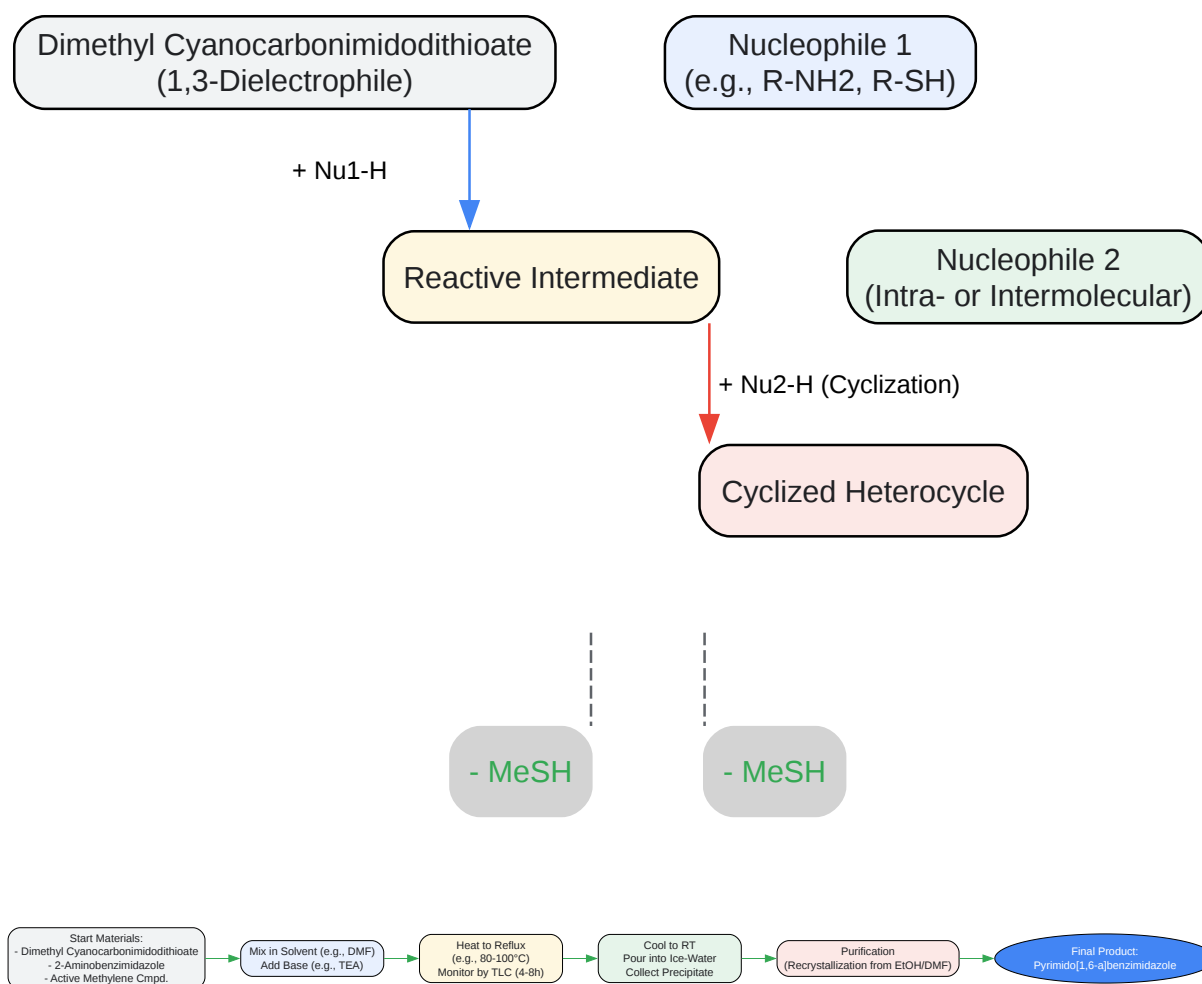 Dimethyl Cyanocarbonimidodithioate
(1,3-Dielectrophile)
Nucleophile 1
(e.g., R-NH2, R-SH)
+ Nu1-H
Reactive Intermediate
Nucleophile 2
(Intra- or Intermolecular)
+ Nu2-H (Cyclization)
Cyclized Heterocycle
- MeSH
- MeSH
Start Materials:
- Dimethyl Cyanocarbonimidodithioate
- 2-Aminobenzimidazole
- Active Methylene Cmpd.
Mix in Solvent (e.g., DMF)
Add Base (e.g., TEA)
Heat to Reflux
(e.g., 80-100°C)
Monitor by TLC (4-8h)
Cool to RT
Pour into Ice-Water
Collect Precipitate
Purification
(Recrystallization from EtOH/DMF)
Final Product:
Pyrimido[1,6-a]benzimidazole